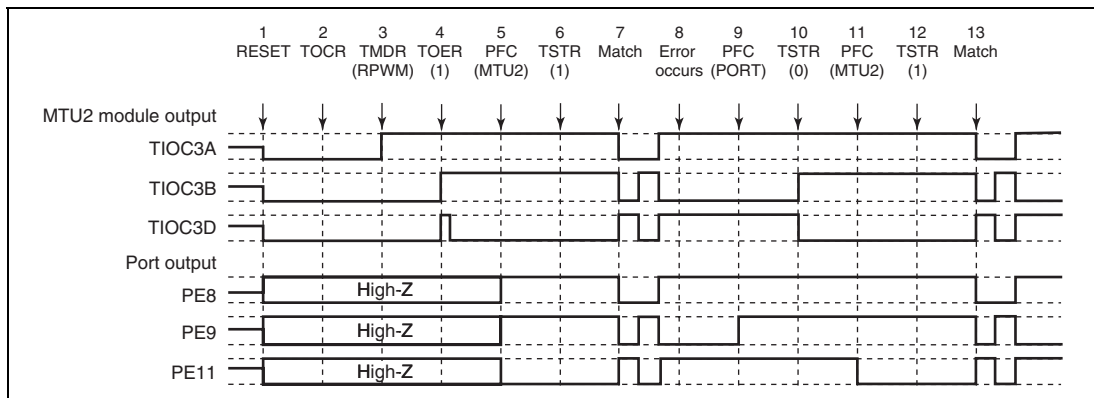 1 2 3 4 5 6 7 8 9 10 11 12 13
RESET TOCR TMDR TOER PFC TSTR Match Error PFC TSTR PFC TSTR Match
(RPWM) (1) (MTU2) (1) occurs (PORT) (0) (MTU2) (1)
MTU2 module output
TIOC3A
TIOC3B
TIOC3D
Port output
PE8 High-Z
PE9 High-Z
PE11 High-Z